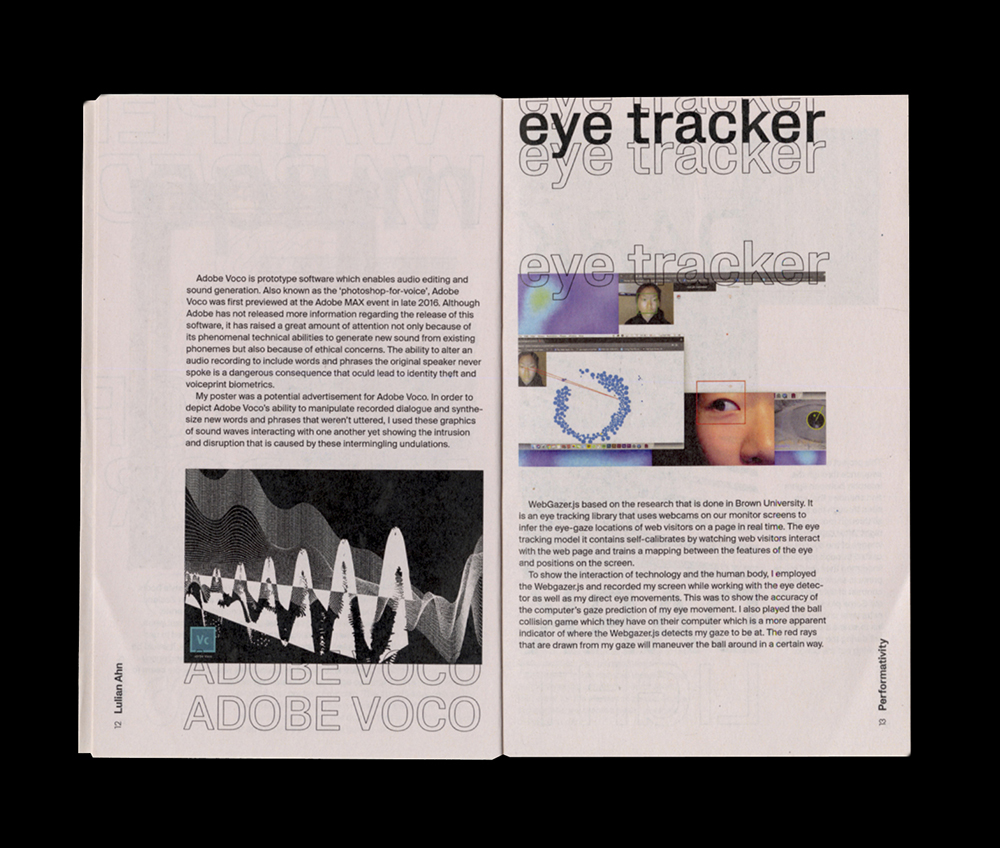 Adobe Voco is prototype software which enables audio editing and
sound generation. Also known as the ‘photoshop-for-voice’, Adobe
Voco was first previewed at the Adobe MAX event in late 2016. Although
Adobe has not released more information regarding the release of this
software, it has raised a great amount of attention not only because of
its phenomenal technical abilities to generate new sound from existing
phonemes but also because of ethical concerns. The ability to alter an
audio recording to include words and phrases the original speaker never
spoke is a dangerous consequence that oculd lead to identity theft and
voiceprint biometrics.
My poster was a potential advertisement for Adobe Voco. In order to
depict Adobe Voco’s ability to manipulate recorded dialogue and synthe-
size new words and phrases that weren’t uttered, I used these graphics
of sound waves interacting with one another yet showing the intrusion
and disruption that is caused by these intermingling undulations.
Vc
ADOBE VOCO
ADOBE VOCO
12 Lulian Ahn
eye tracker
eye tracker
eye tracker
eye tracker
WebGazer.js based on the research that is done in Brown University. It
is an eye tracking library that uses webcams on our monitor screens to
infer the eye-gaze locations of web visitors on a page in real time. The eye
tracking model it contains self-calibrates by watching web visitors interact
with the web page and trains a mapping between the features of the eye
and positions on the screen.
To show the interaction of technology and the human body, I employed
the Webgazer.js and recorded my screen while working with the eye detec-
tor as well as my direct eye movements. This was to show the accuracy of
the computer’s gaze prediction of my eye movement. I also played the ball
collision game which they have on their computer which is a more apparent
indicator of where the Webgazer.js detects my gaze to be at. The red rays
that are drawn from my gaze will maneuver the ball around in a certain way.
13 Performativity